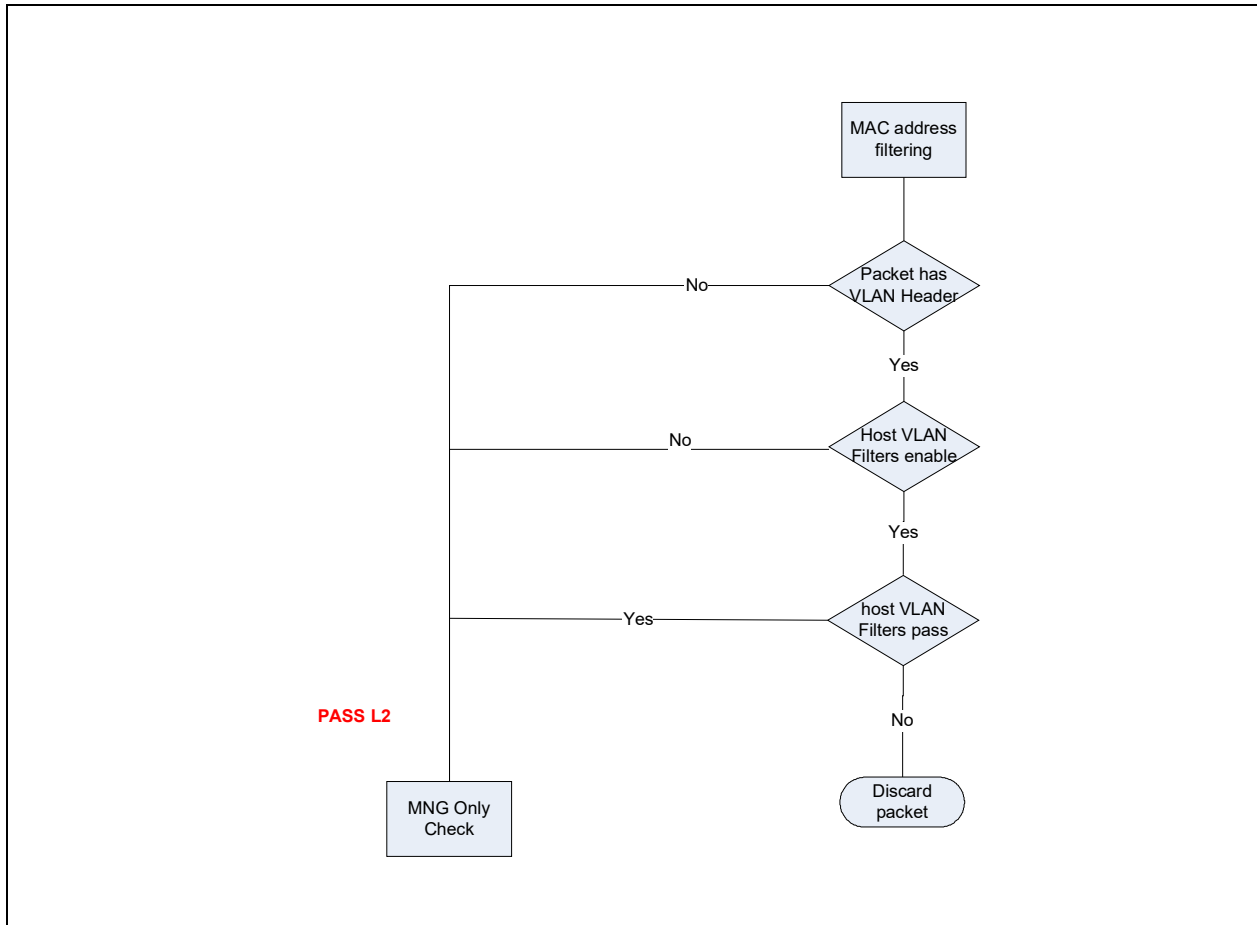 MAC address
filtering
Packet has
VLAN Header
No
Yes
Host VLAN
Filters enable
No
Yes
host VLAN
Filters pass
Yes
No
PASS L2
MNG Only
Check
Discard
packet